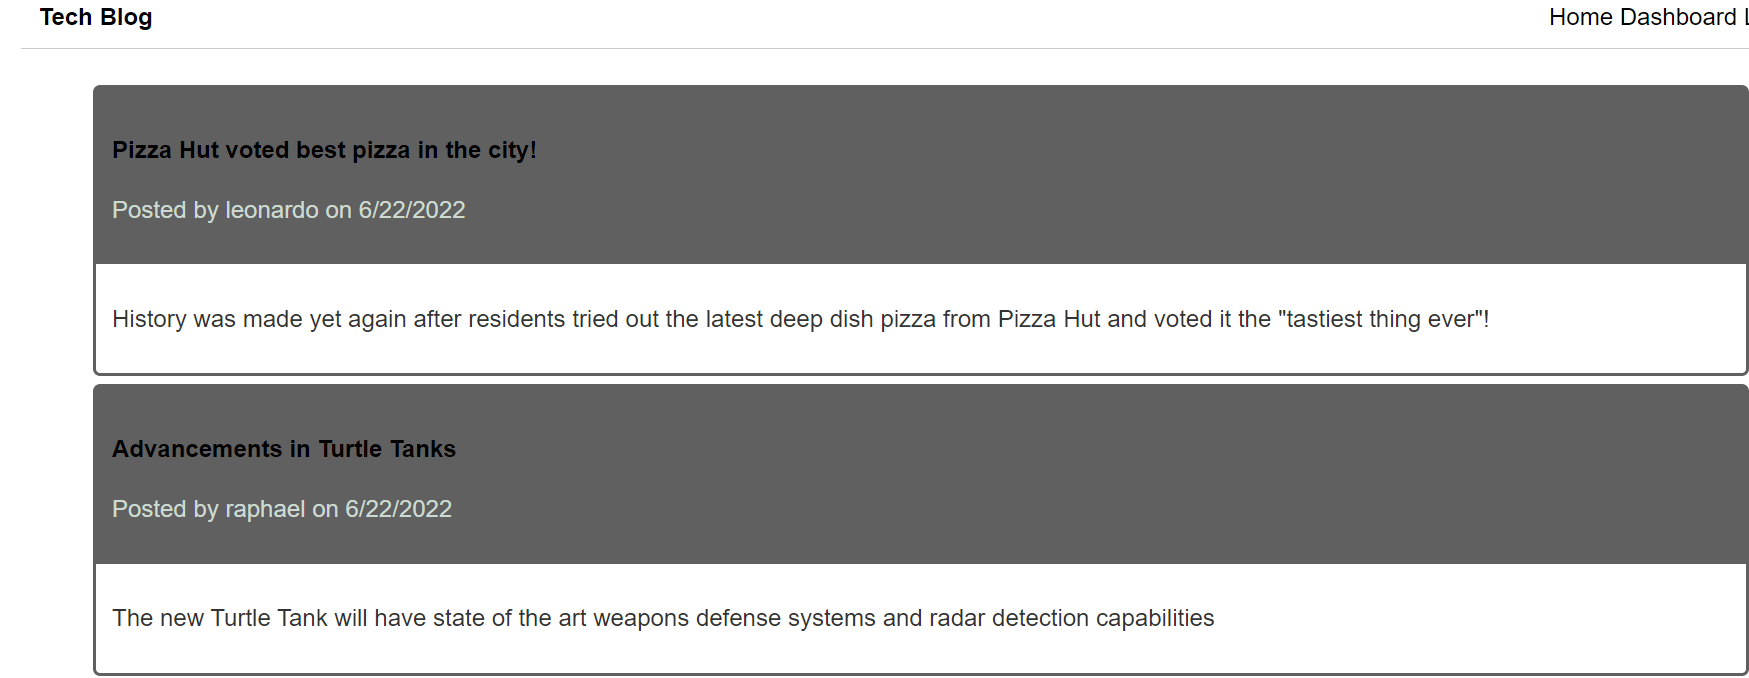 Tech Blog
Home Dashboard
Pizza Hut voted best pizza in the city!
Posted by leonardo on 6/22/2022
History was made yet again after residents tried out the latest deep dish pizza from Pizza Hut and voted it the "tastiest thing ever"!
Advancements in Turtle Tanks
Posted by raphael on 6/22/2022
The new Turtle Tank will have state of the art weapons defense systems and radar detection capabilities